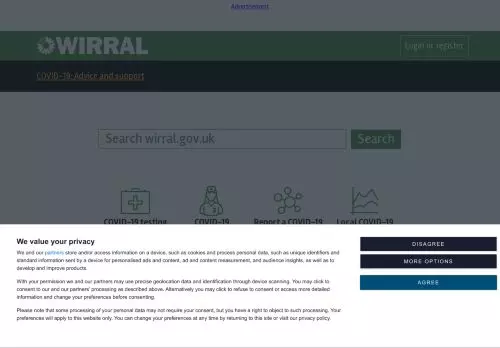 Advertisement
WIRRAL
Login or register
COVID-19: Advice and support
Search wirral.gov.uk
Search
COVID-19 testing
COVID-19
Report a COVID-19
Local COVID-19
We value your privacy
We and our partners store and/or access information on a device, such as cookies and process personal data, such as unique identifiers and
standard information sent by a device for personalised ads and content, ad and content measurement, and audience insights, as well as to
develop and improve products.
With your permission we and our partners may use precise geolocation data and identification through device scanning. You may click to
consent to our and our partners' processing as described above. Alternatively you may click to refuse to consent or access more detailed
information and change your preferences before consenting.
Please note that some processing of your personal data may not require your consent, but you have a right to object to such processing. Your
preferences will apply to this website only. You can change your preferences at any time by returning to this site or visit our privacy policy.
DISAGREE
MORE OPTIONS
AGREE